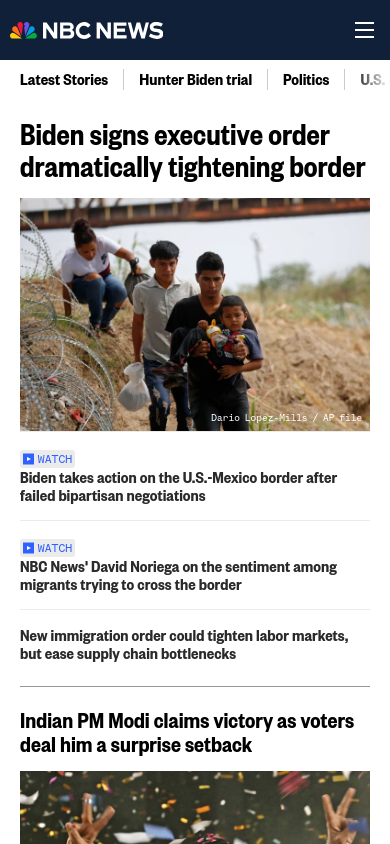 NBC NEWS
Latest Stories
Hunter Biden trial
Politics
U.S.
Biden signs executive order
dramatically tightening border
Dario Lopez-Mills / AP file
WATCH
Biden takes action on the U.S.-Mexico border after
failed bipartisan negotiations
WATCH
NBC News' David Noriega on the sentiment among
migrants trying to cross the border
New immigration order could tighten labor markets,
but ease supply chain bottlenecks
Indian PM Modi claims victory as voters
deal him a surprise setback